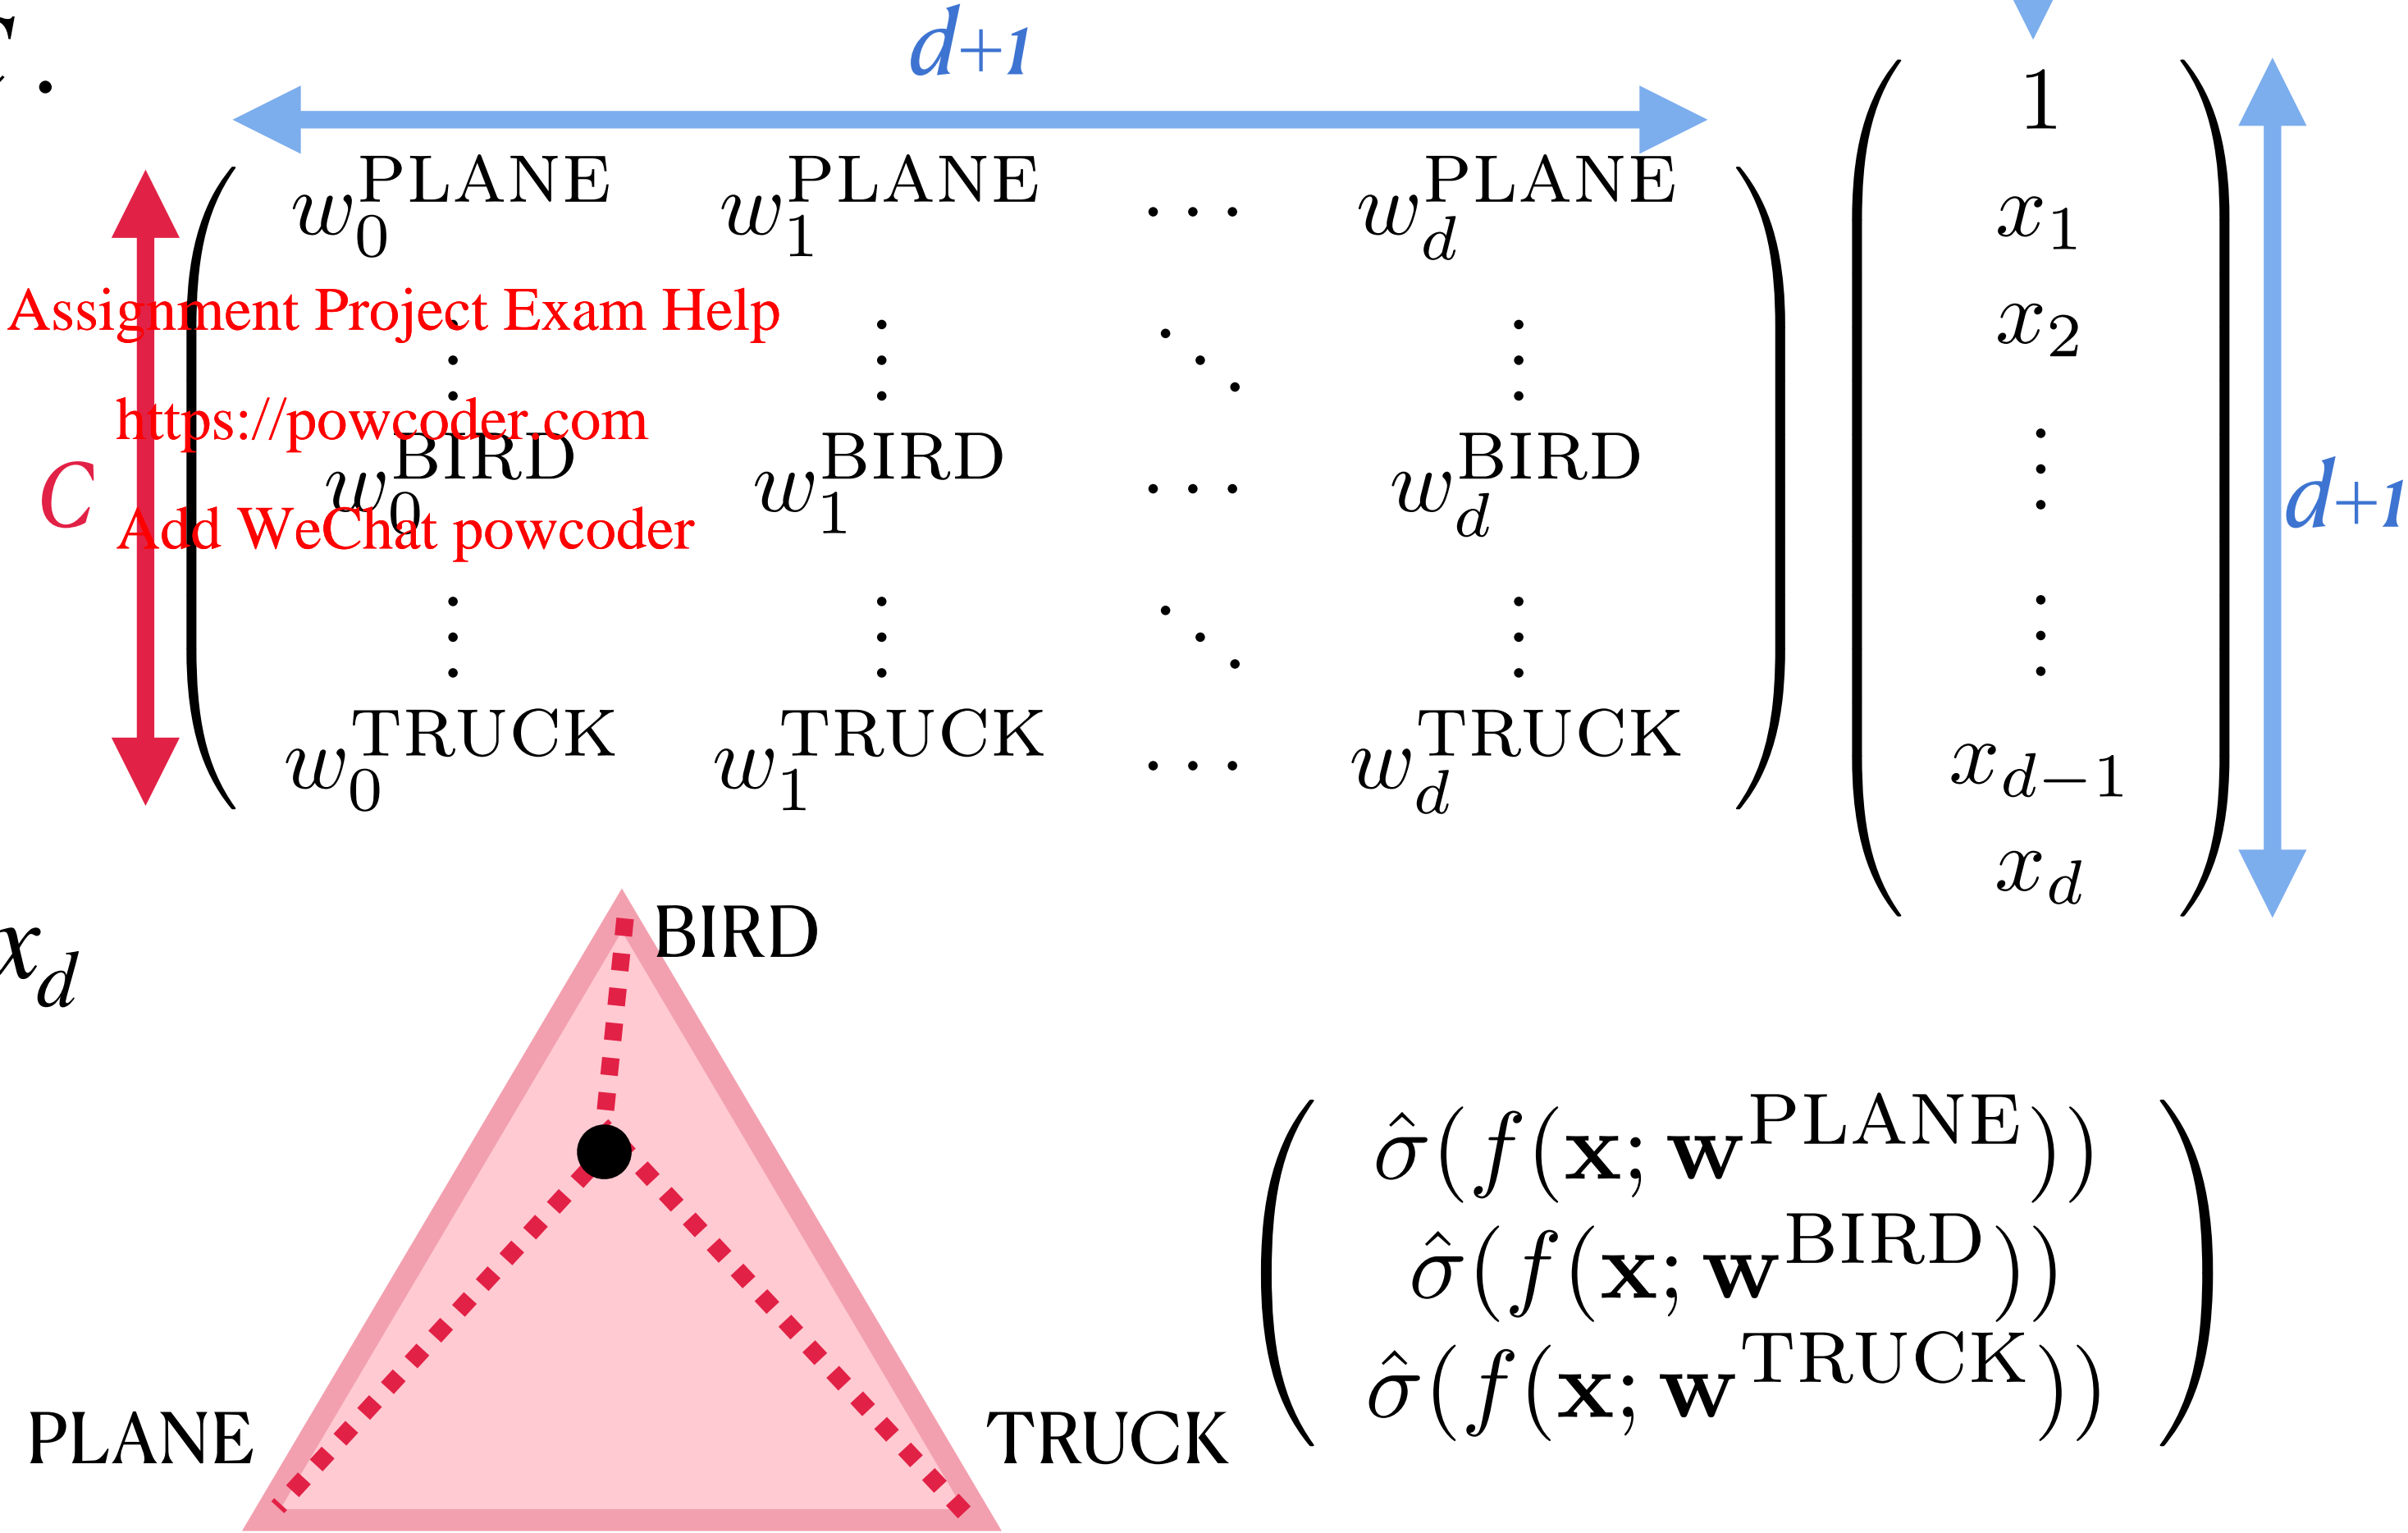 d+1
w_0^PLANE w_1^PLANE ⋯ w_d^PLANE
⋮ ⋮ ⋱ ⋮
w_0^BIRD w_1^BIRD ⋯ w_d^BIRD
⋮ ⋮ ⋱ ⋮
w_0^TRUCK w_1^TRUCK ⋯ w_d^TRUCK
C
Assignment Project Exam Help
https://powcoder.com
Add WeChat powcoder
1
x_1
x_2
⋮
⋮
x_{d−1}
x_d
d+1
x_d
BIRD
PLANE
TRUCK
σ̂(f(x; w^PLANE))
σ̂(f(x; w^BIRD))
σ̂(f(x; w^TRUCK))